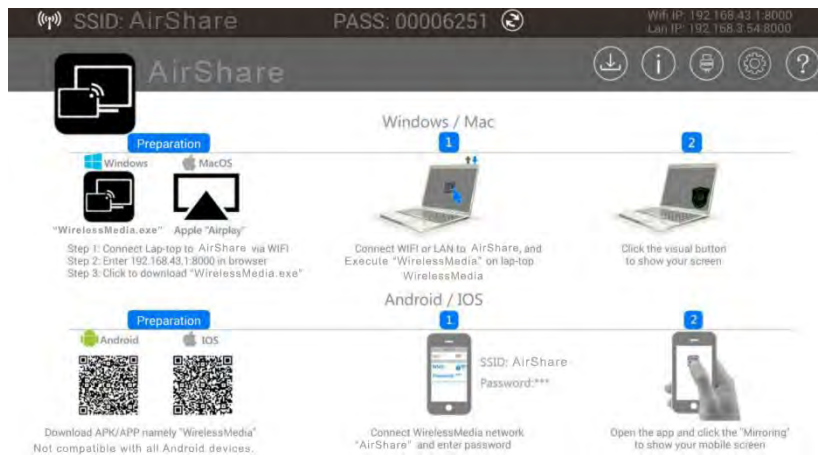 SSID: AirShare
PASS: 00006251
Wifi IP: 192.168.43.1:8000
Lan IP: 192.168.3.54:8000
AirShare
Windows / Mac
Preparation
1
2
Windows
MacOS
"WirelessMedia.exe"
Apple "Airplay"
Step 1: Connect Lap-top to AirShare via WIFI
Step 2: Enter 192.168.43.1:8000 in browser
Step 3: Click to download "WirelessMedia.exe"
Connect WIFI or LAN to AirShare, and
Execute "WirelessMedia" on lap-top
WirelessMedia
Click the visual button
to show your screen
Android / IOS
Preparation
1
2
Android
IOS
SSID: AirShare
Password:***
Download APK/APP namely "WirelessMedia"
Not compatible with all Android devices.
Connect WirelessMedia network
"AirShare" and enter password
Open the app and click the "Mirroring"
to show your mobile screen